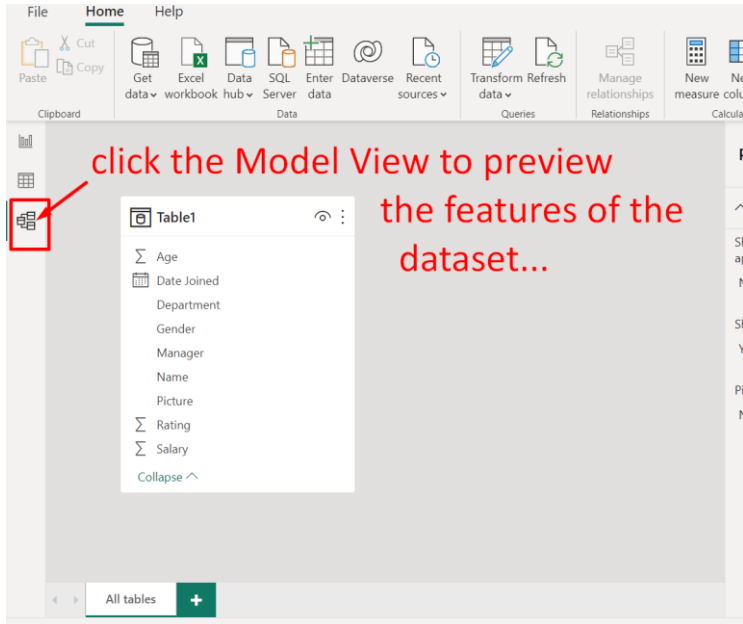 File Home Help
Cut
Copy
Paste
Get Excel Data SQL Enter Dataverse Recent Transform Refresh Manage New
data workbook hub Server data sources data relationships measure
Clipboard Data Queries Relationships
click the Model View to preview
the features of the
dataset...
Table1
Age
Date Joined
Department
Gender
Manager
Name
Picture
Rating
Salary
Collapse
All tables